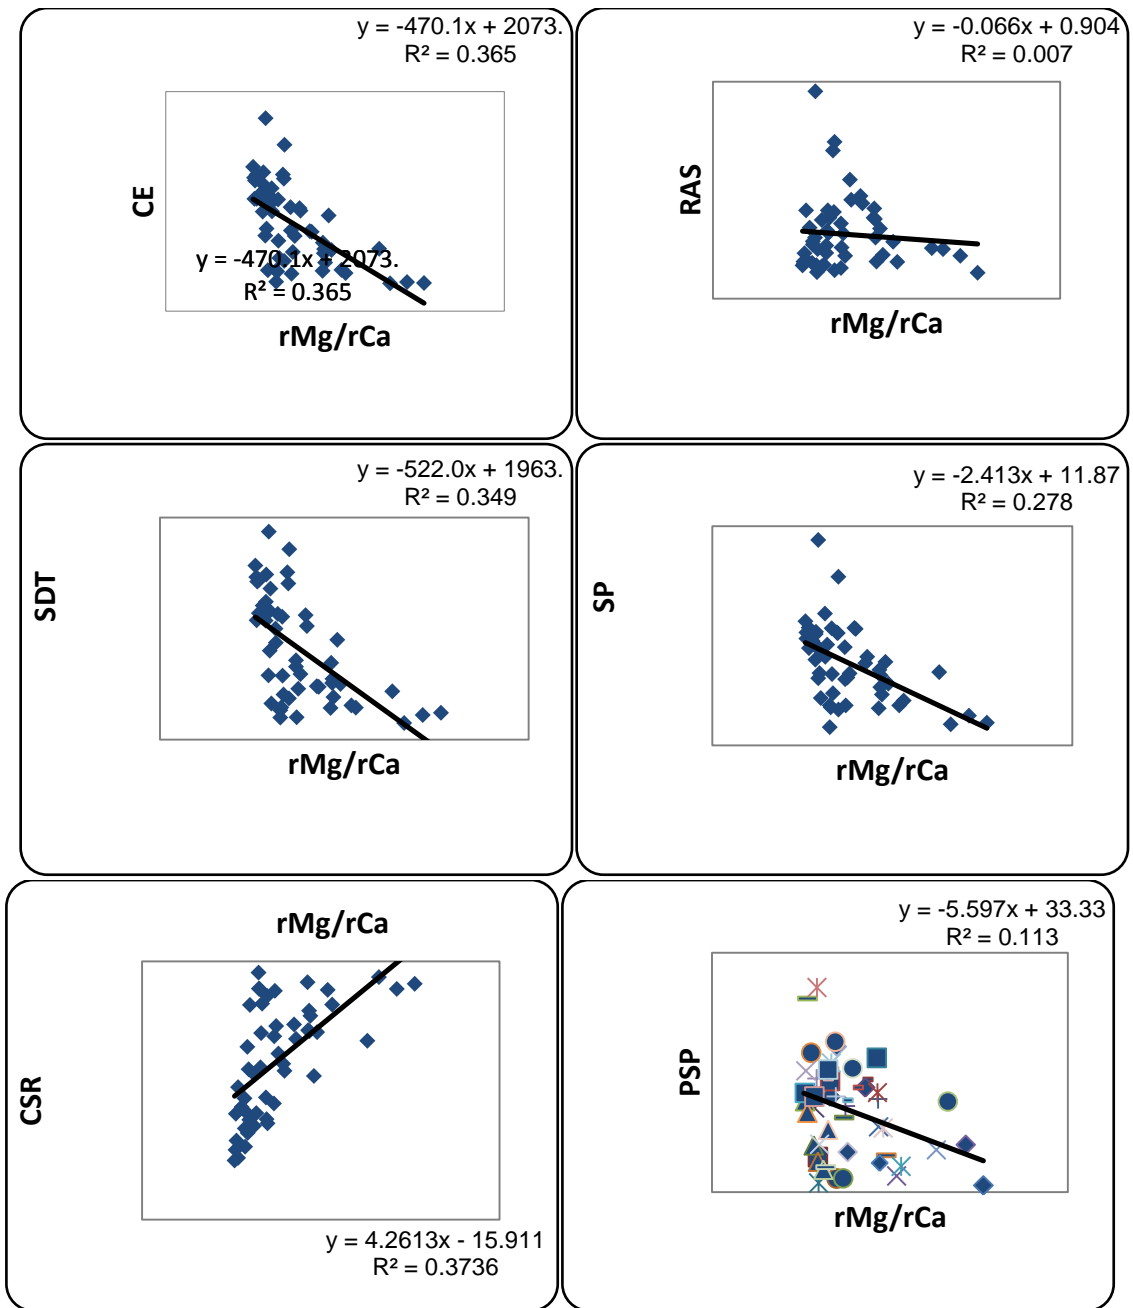 y = -470.1x + 2073.
R² = 0.365
CE
y = -470.1x + 2073.
R² = 0.365
rMg/rCa
y = -0.066x + 0.904
R² = 0.007
RAS
rMg/rCa
y = -522.0x + 1963.
R² = 0.349
SDT
rMg/rCa
y = -2.413x + 11.87
R² = 0.278
SP
rMg/rCa
rMg/rCa
CSR
y = 4.2613x - 15.911
R² = 0.3736
y = -5.597x + 33.33
R² = 0.113
PSP
rMg/rCa